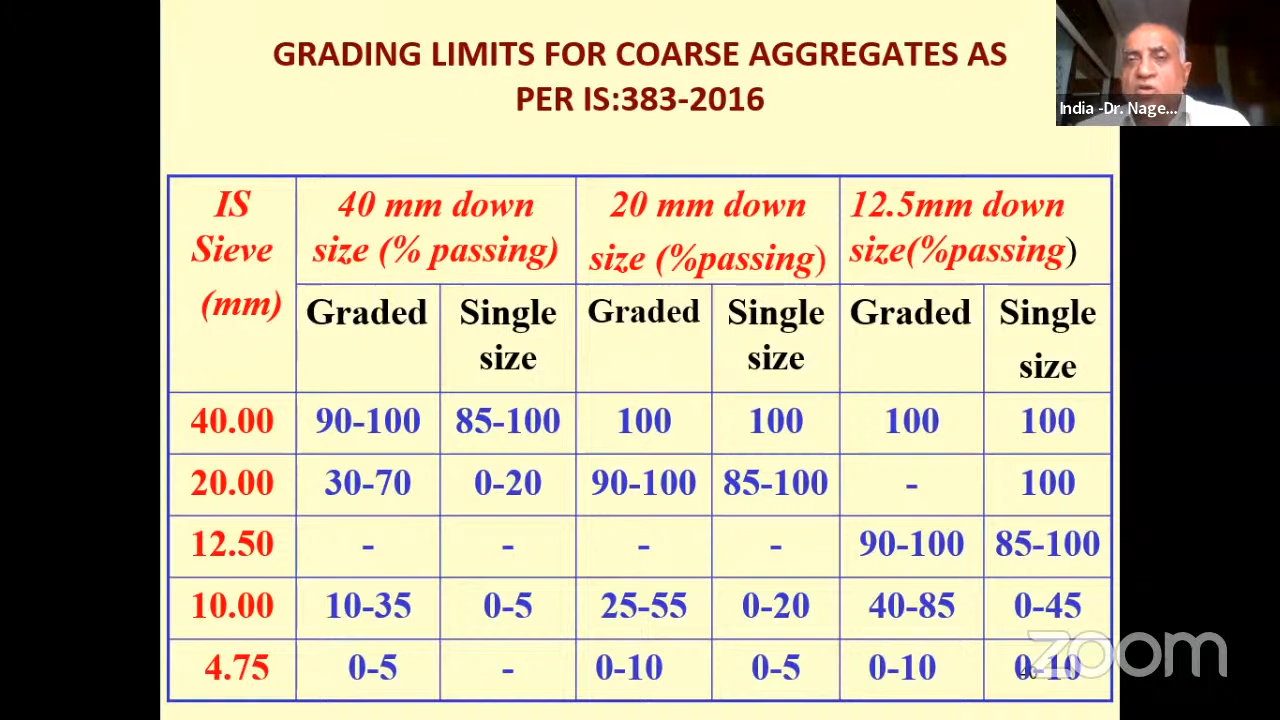 GRADING LIMITS FOR COARSE AGGREGATES AS
PER IS:383-2016
India -Dr. Nage...
IS Sieve (mm) 40 mm down size (% passing) 20 mm down size (%passing) 12.5mm down size(%passing)
Graded Single size Graded Single size Graded Single size
40.00 90-100 85-100 100 100 100 100
20.00 30-70 0-20 90-100 85-100 - 100
12.50 - - - - 90-100 85-100
10.00 10-35 0-5 25-55 0-20 40-85 0-45
4.75 0-5 - 0-10 0-5 0-10 0-10
zoom